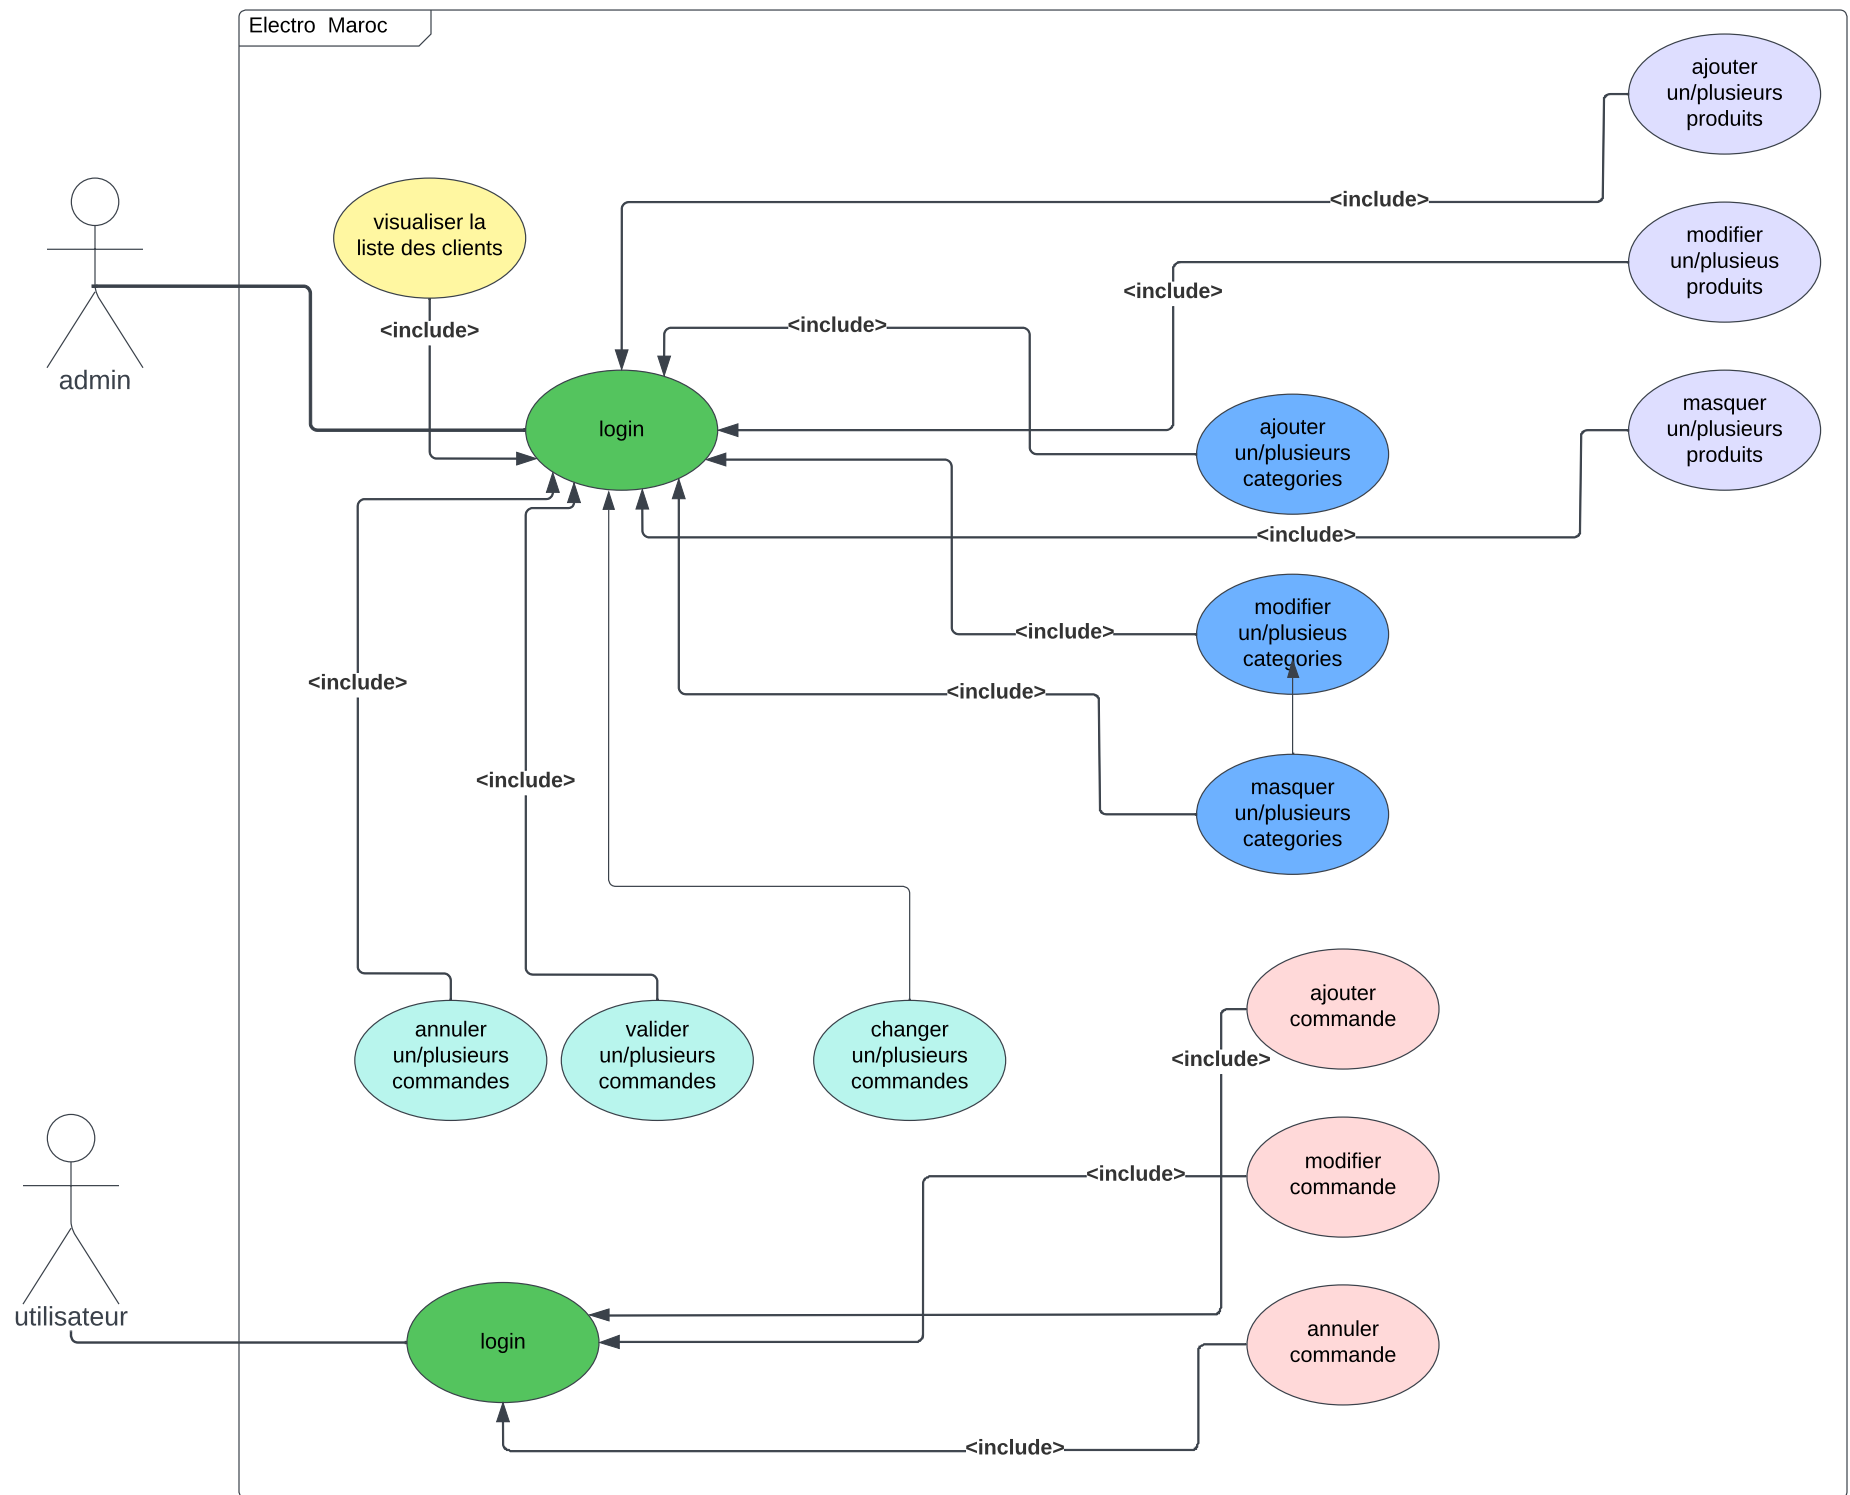 Electro  Maroc
ajouter
un/plusieurs
produits
<include>
visualiser la
liste des clients
modifier
un/plusieus
produits
<include>
<include>
<include>
admin
masquer
un/plusieurs
produits
login
ajouter
un/plusieurs
categories
<include>
modifier
un/plusieus
categories
<include>
<include>
<include>
masquer
un/plusieurs
categories
<include>
ajouter
commande
annuler
un/plusieurs
commandes
valider
un/plusieurs
commandes
changer
un/plusieurs
commandes
<include>
modifier
commande
<include>
utilisateur
login
annuler
commande
<include>